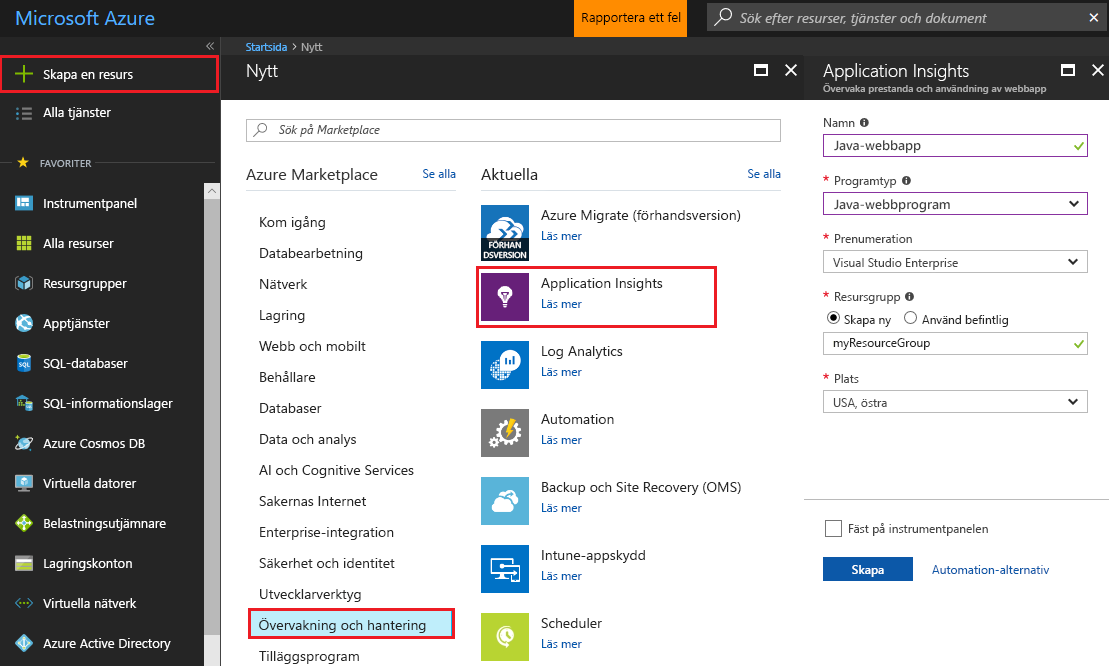 Microsoft Azure
Rapportera ett fel
Sök efter resurser, tjänster och dokument
Skapa en resurs
Alla tjänster
FAVORITER
Instrumentpanel
Alla resurser
Resursgrupper
Apptjänster
SQL-databaser
SQL-informationslager
Azure Cosmos DB
Virtuella datorer
Belastningsutjämnare
Lagringskonton
Virtuella nätverk
Azure Active Directory
Startsida > Nytt
Nytt
Sök på Marketplace
Azure Marketplace
Se alla
Kom igång
Databearbetning
Nätverk
Lagring
Webb och mobilt
Behållare
Databaser
Data och analys
AI och Cognitive Services
Sakernas Internet
Enterprise-integration
Säkerhet och identitet
Utvecklarverktyg
Övervakning och hantering
Tilläggsprogram
Aktuella
Se alla
FÖRHAN
DSVERSION
Azure Migrate (förhandsversion)
Läs mer
Application Insights
Läs mer
Log Analytics
Läs mer
Automation
Läs mer
Backup och Site Recovery (OMS)
Läs mer
Intune-appskydd
Läs mer
Scheduler
Läs mer
Application Insights
Övervaka prestanda och användning av webbapp
Namn
Java-webbapp
* Programtyp
Java-webbprogram
* Prenumeration
Visual Studio Enterprise
* Resursgrupp
Skapa ny Använd befintlig
myResourceGroup
* Plats
USA, östra
Fäst på instrumentpanelen
Skapa
Automation-alternativ